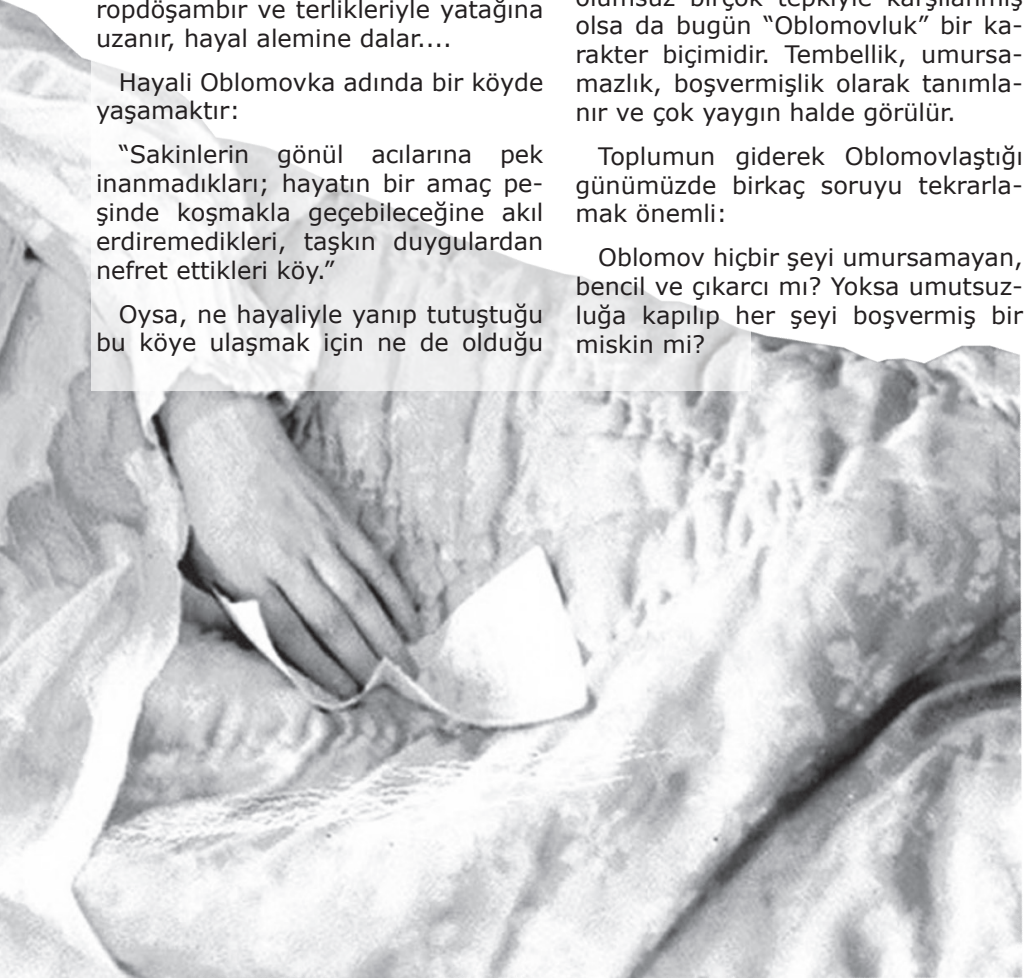 ropdöşambır ve terlikleriyle yatağına
uzanır, hayal alemine dalar....
Hayali Oblomovka adında bir köyde
yaşamaktır:
“Sakinlerin gönül acılarına pek
inanmadıkları; hayatın bir amaç pe-
şinde koşmakla geçebileceğine akıl
erdiremedikleri, taşkın duygulardan
nefret ettikleri köy.”
Oysa, ne hayaliyle yanıp tutuştuğu
bu köye ulaşmak için ne de olduğu
olumsuz birçok tepkiyle karşılanmış
olsa da bugün “Oblomovluk” bir ka-
rakter biçimidir. Tembellik, umursa-
mazlık, boşvermişlik olarak tanımla-
nır ve çok yaygın halde görülür.
Toplumun giderek Oblomovlaştığı
günümüzde birkaç soruyu tekrarla-
mak önemli:
Oblomov hiçbir şeyi umursamayan,
bencil ve çıkarcı mı? Yoksa umutsuz-
luğa kapılıp her şeyi boşvermiş bir
miskin mi?